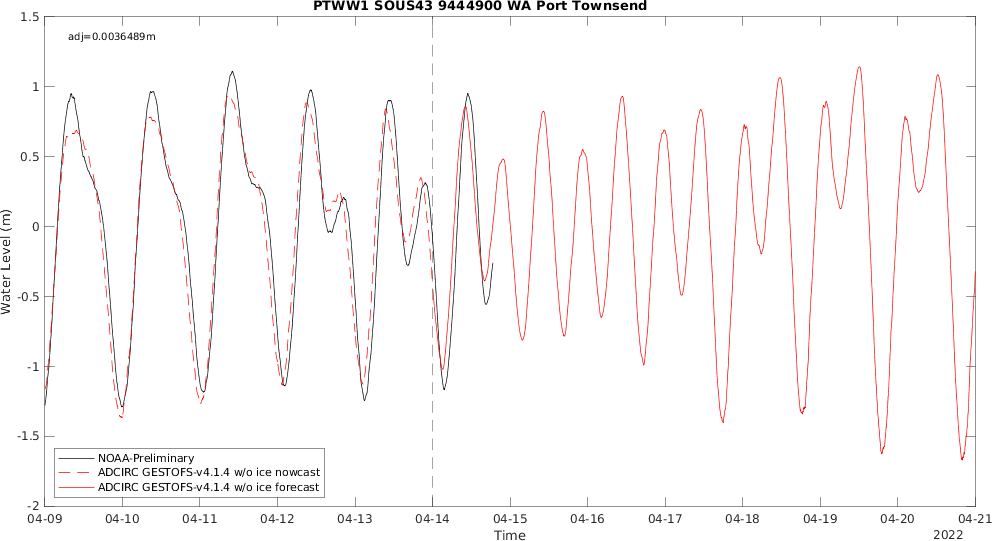 PTWW1 SOUS43 9444900 WA Port Townsend
adj=0.0036489m
1.5
1
0.5
0
-0.5
-1
-1.5
-2
Water Level (m)
NOAA-Preliminary
ADCIRC GESTOFS-v4.1.4 w/o ice nowcast
ADCIRC GESTOFS-v4.1.4 w/o ice forecast
04-09 04-10 04-11 04-12 04-13 04-14 04-15 04-16 04-17 04-18 04-19 04-20 04-21
Time
2022